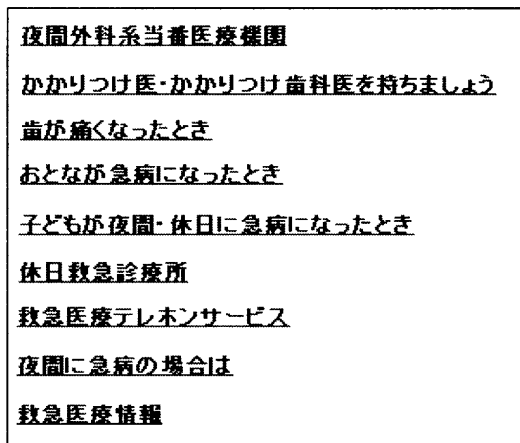 夜間外科系当番医療機関
かかりつけ医・かかりつけ歯科医を持ちましょう
歯が痛くなったとき
おとなが急病になったとき
子どもが夜間・休日に急病になったとき
休日救急診療所
救急医療テレホンサービス
夜間に急病の場合は
救急医療情報